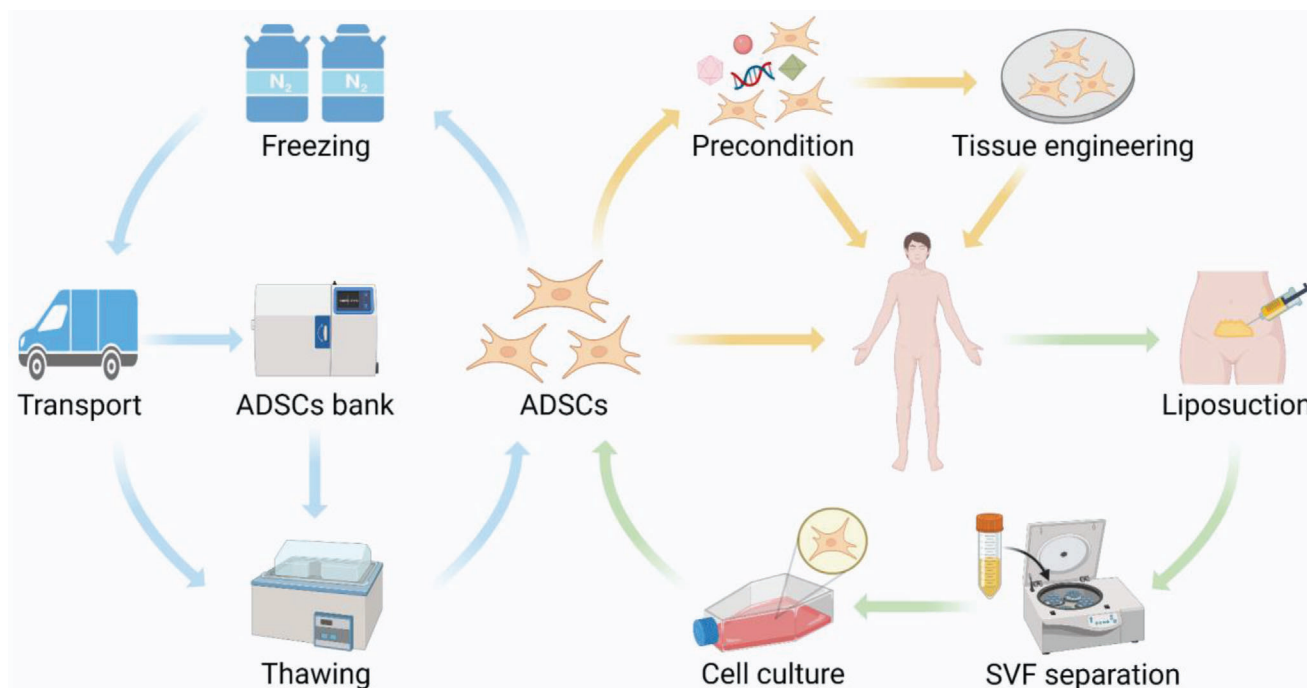 N₂
N₂
Freezing
Precondition
Tissue engineering
Transport
ADSCs bank
ADSCs
Liposuction
Thawing
Cell culture
SVF separation